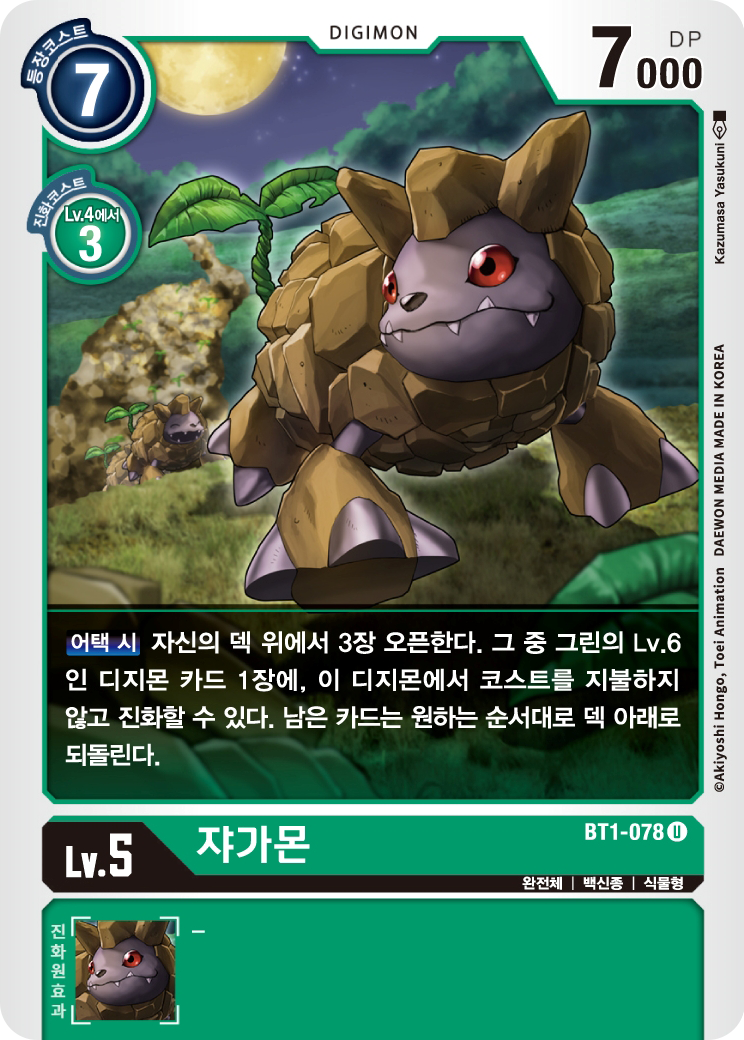 DIGIMON
등장코스트
7
DP
7000
진화코스트
Lv.4에서
3
Kazumasa Yasukuni
©Akiyoshi Hongo, Toei Animation DAEWON MEDIA MADE IN KOREA
어택 시 자신의 덱 위에서 3장 오픈한다. 그 중 그린의 Lv.6
인 디지몬 카드 1장에, 이 디지몬에서 코스트를 지불하지
않고 진화할 수 있다. 남은 카드는 원하는 순서대로 덱 아래로
되돌린다.
Lv.5
쟈가몬
BT1-078 U
완전체 | 백신종 | 식물형
진화원효과
–